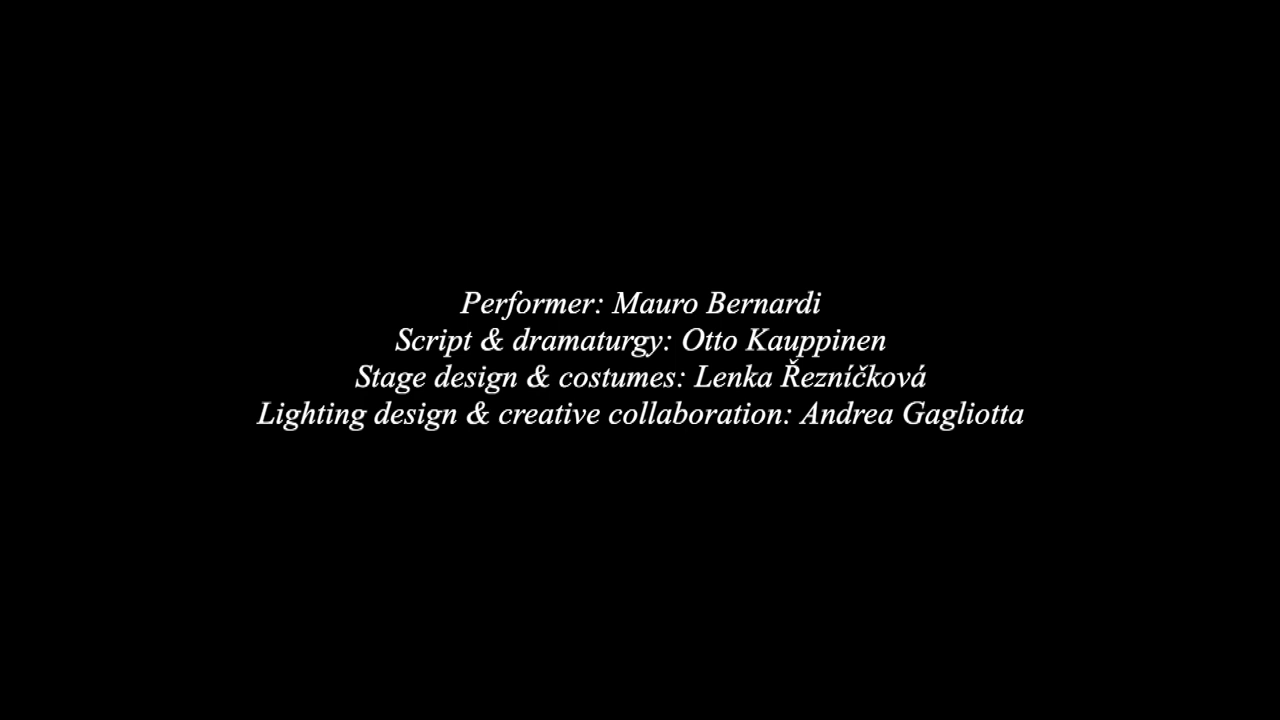 Performer: Mauro Bernardi
Script & dramaturgy: Otto Kauppinen
Stage design & costumes: Lenka Řezníčková
Lighting design & creative collaboration: Andrea Gagliotta